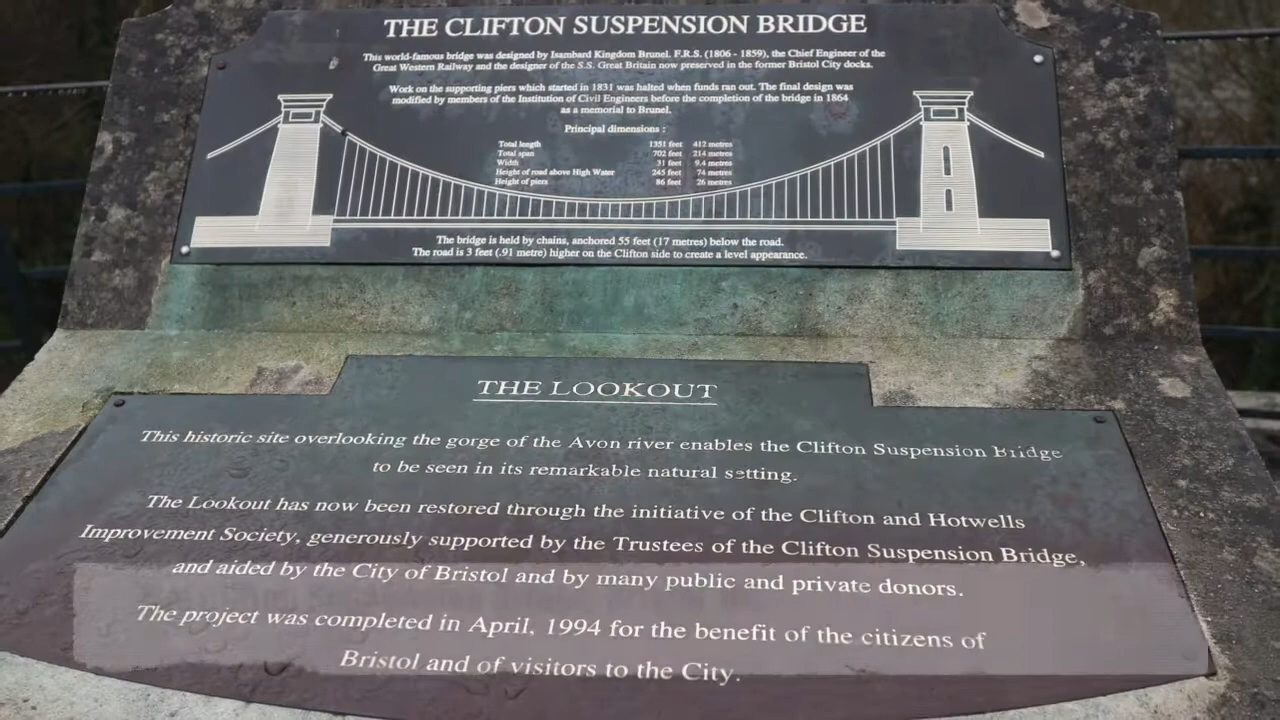 THE CLIFTON SUSPENSION BRIDGE
This world-famous bridge was designed by Isambard Kingdom Brunel, F.R.S. (1806 - 1859), the Chief Engineer of the
Great Western Railway and the designer of the S.S. Great Britain now preserved in the former Bristol City docks.
Work on the supporting piers which started in 1831 was halted when funds ran out. The final design was
modified by members of the Institution of Civil Engineers before the completion of the bridge in 1864
as a memorial to Brunel.
Principal dimensions :
Total length 1351 feet 412 metres
Total span 702 feet 214 metres
Width 31 feet 9.4 metres
Height of road above High Water 245 feet 74 metres
Height of piers 86 feet 26 metres
The bridge is held by chains, anchored 55 feet (17 metres) below the road.
The road is 3 feet (.91 metre) higher on the Clifton side to create a level appearance.
THE LOOKOUT
This historic site overlooking the gorge of the Avon river enables the Clifton Suspension Bridge
to be seen in its remarkable natural setting.
The Lookout has now been restored through the initiative of the Clifton and Hotwells
Improvement Society, generously supported by the Trustees of the Clifton Suspension Bridge,
and aided by the City of Bristol and by many public and private donors.
The project was completed in April, 1994 for the benefit of the citizens of
Bristol and of visitors to the City.